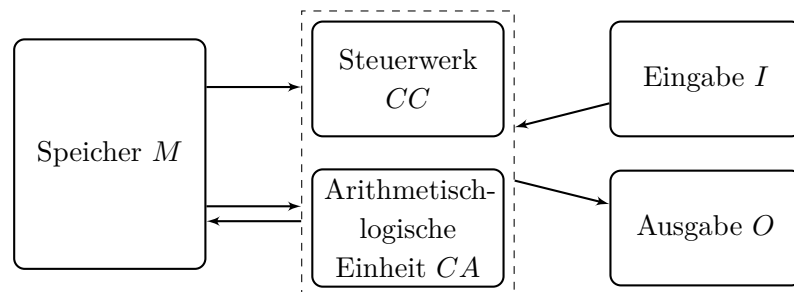 Speicher M
Steuerwerk
CC
Arithmetisch-
logische
Einheit CA
Eingabe I
Ausgabe O